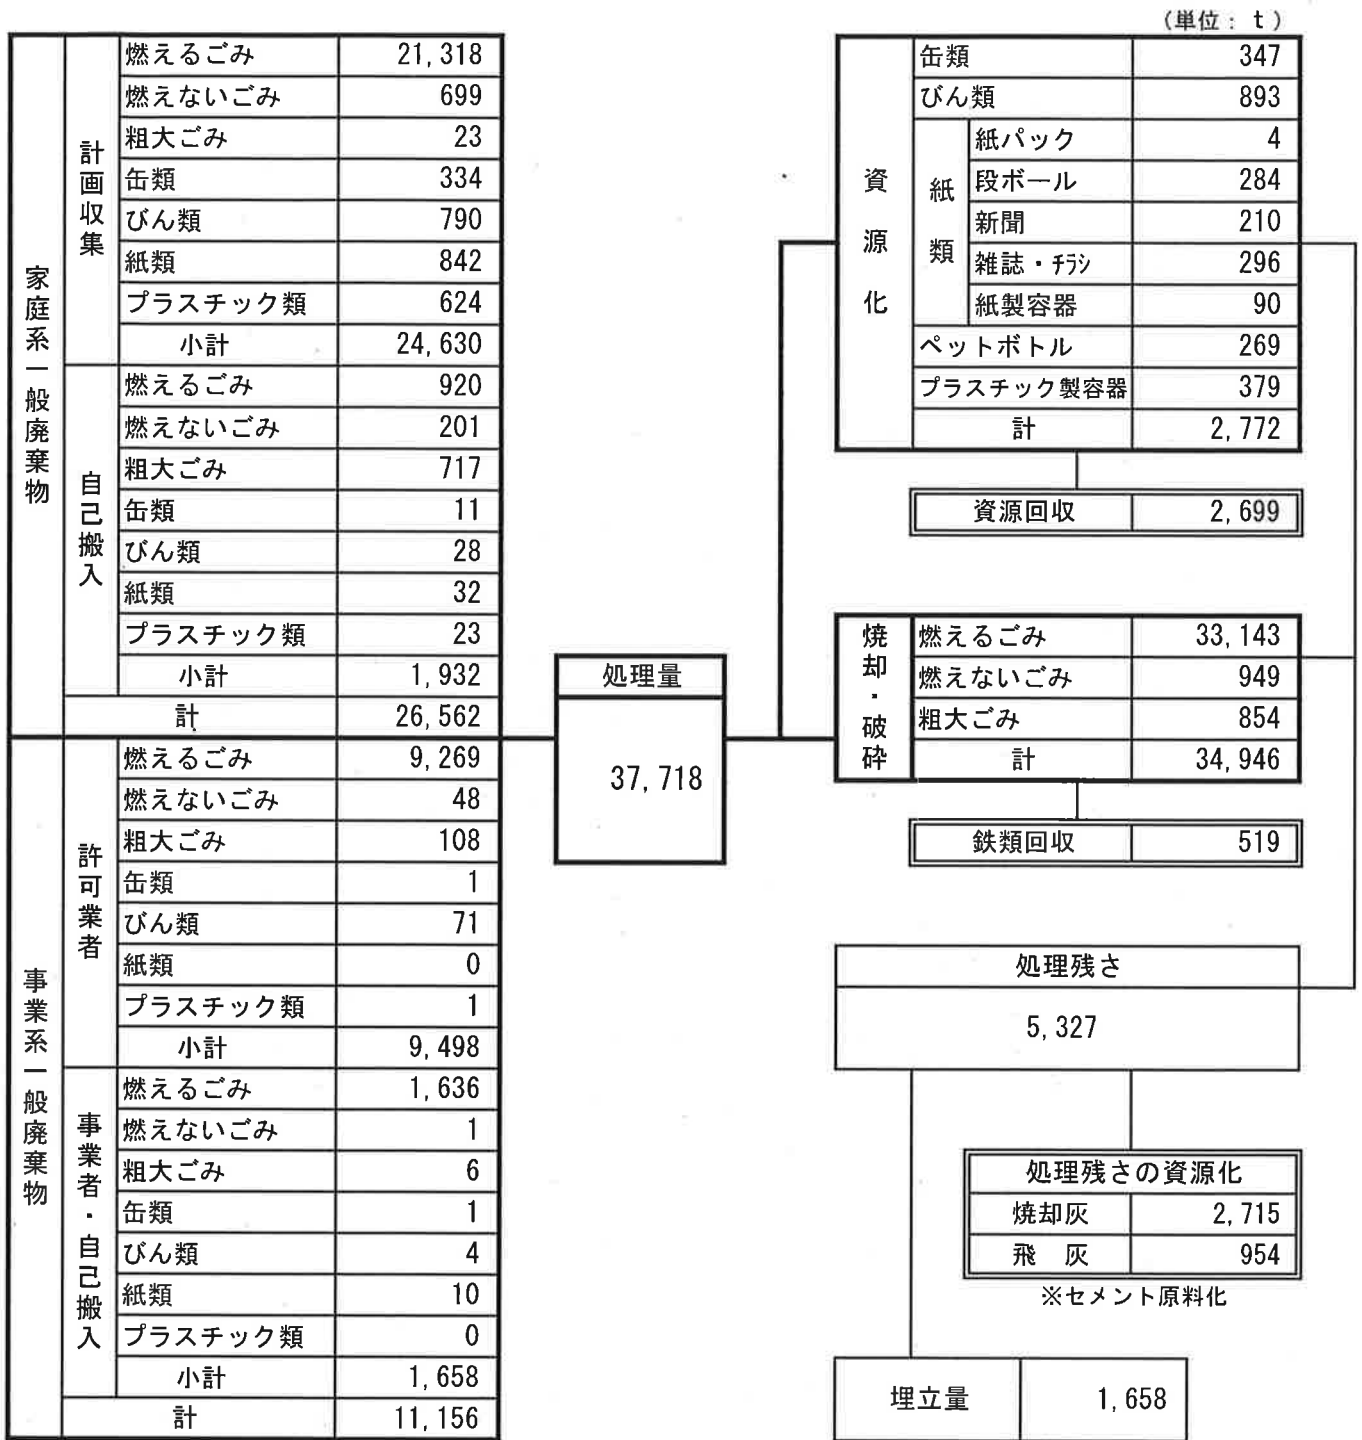 （単位： t ）
家庭系一般廃棄物
計画収集
燃えるごみ 21,318
燃えないごみ 699
粗大ごみ 23
缶類 334
びん類 790
紙類 842
プラスチック類 624
小計 24,630
自己搬入
燃えるごみ 920
燃えないごみ 201
粗大ごみ 717
缶類 11
びん類 28
紙類 32
プラスチック類 23
小計 1,932
計 26,562
事業系一般廃棄物
許可業者
燃えるごみ 9,269
燃えないごみ 48
粗大ごみ 108
缶類 1
びん類 71
紙類 0
プラスチック類 1
小計 9,498
事業者・自己搬入
燃えるごみ 1,636
燃えないごみ 1
粗大ごみ 6
缶類 1
びん類 4
紙類 10
プラスチック類 0
小計 1,658
計 11,156
処理量
37,718
資源化
缶類 347
びん類 893
紙類
紙パック 4
段ボール 284
新聞 210
雑誌・チラシ 296
紙製容器 90
ペットボトル 269
プラスチック製容器 379
計 2,772
資源回収 2,699
焼却・破砕
燃えるごみ 33,143
燃えないごみ 949
粗大ごみ 854
計 34,946
鉄類回収 519
処理残さ
5,327
処理残さの資源化
焼却灰 2,715
飛 灰 954
※セメント原料化
埋立量 1,658